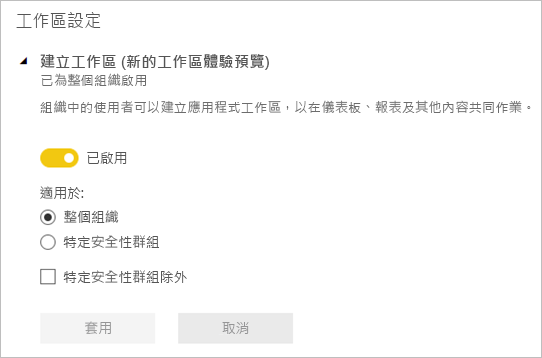 工作區設定
建立工作區 (新的工作區體驗預覽)
已為整個組織啟用
組織中的使用者可以建立應用程式工作區，以在儀表板、報表及其他內容共同作業。
已啟用
適用於:
整個組織
特定安全性群組
特定安全性群組除外
套用
取消